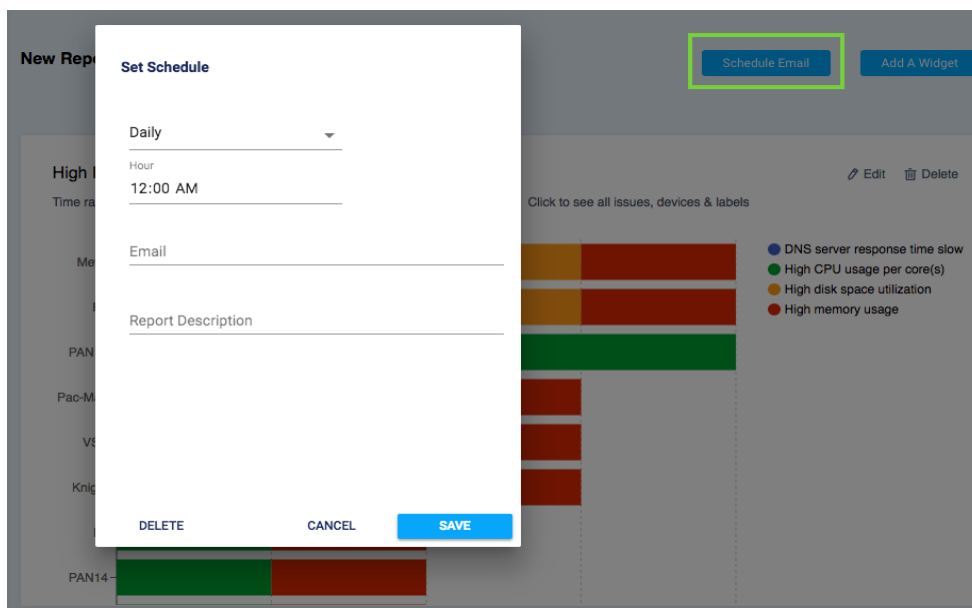 New Repo
Schedule Email
Add A Widget
Set Schedule
Daily
Hour
12:00 AM
Email
Report Description
DELETE
CANCEL
SAVE
High
Edit
Delete
Time ra
Click to see all issues, devices & labels
DNS server response time slow
High CPU usage per core(s)
High disk space utilization
High memory usage
Me
PAN
Pac-M
VS
Knig
PAN14